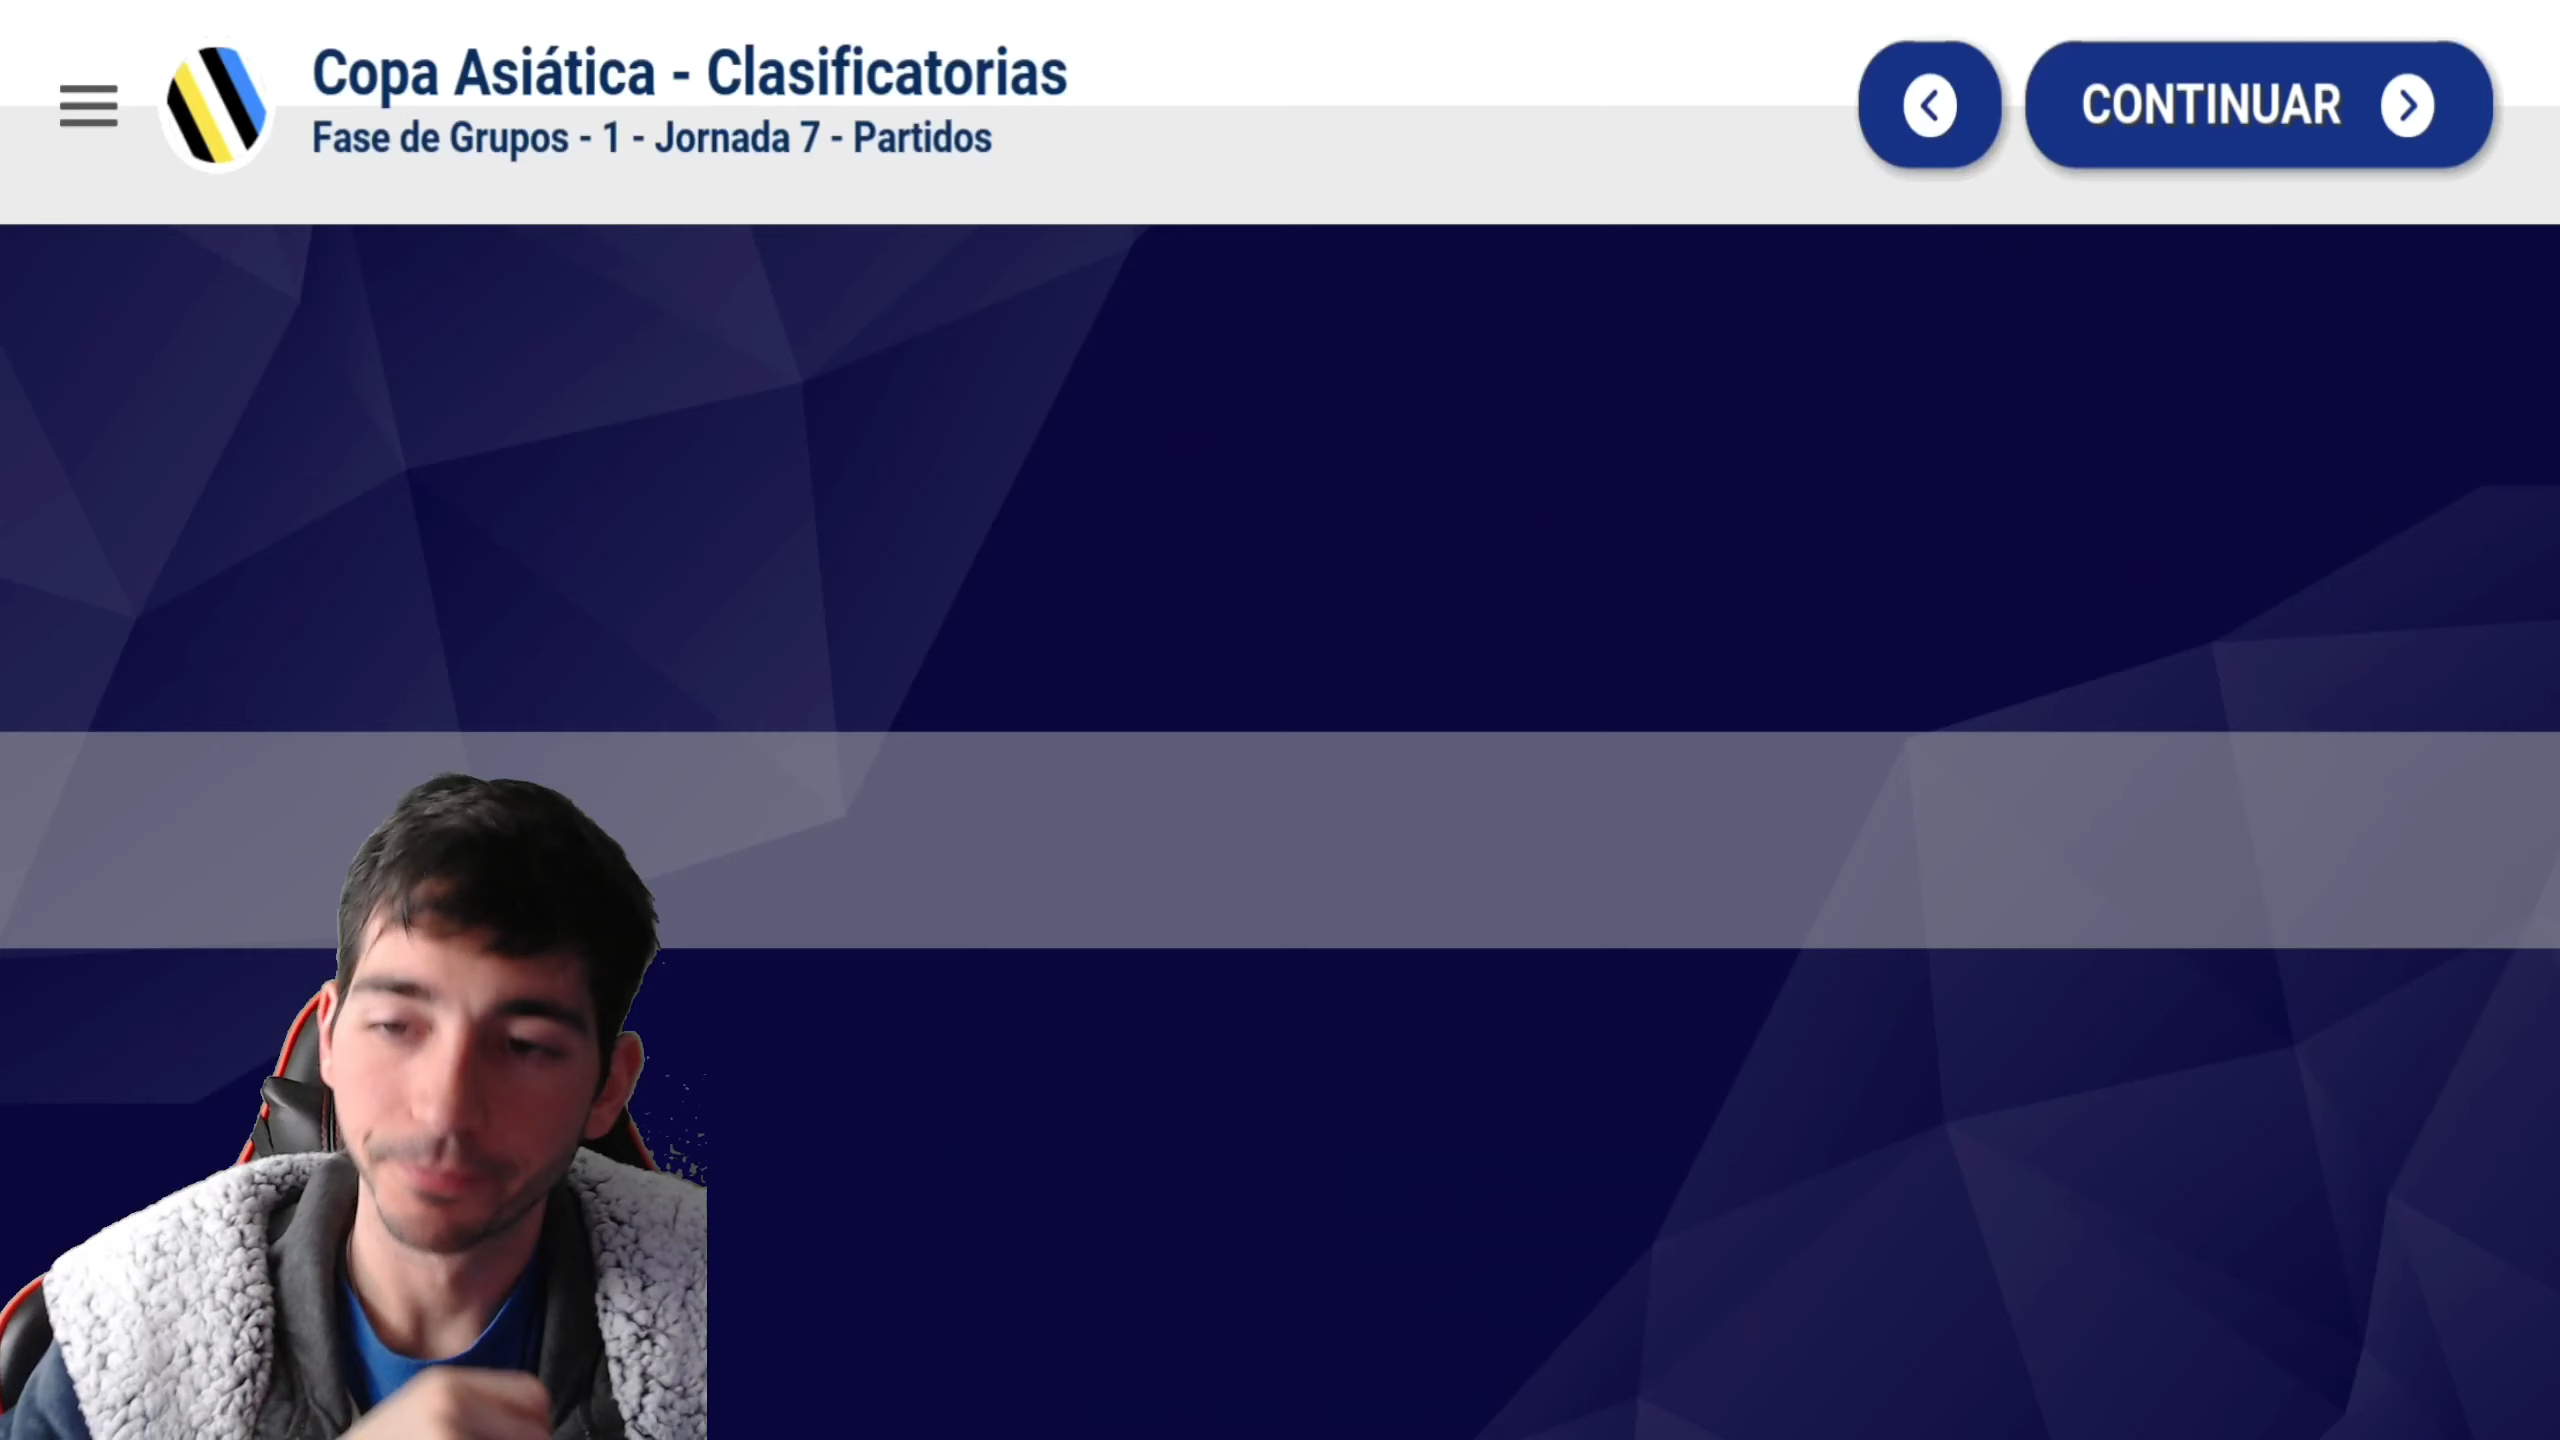 Copa Asiática - Clasificatorias
Fase de Grupos - 1 - Jornada 7 - Partidos
CONTINUAR